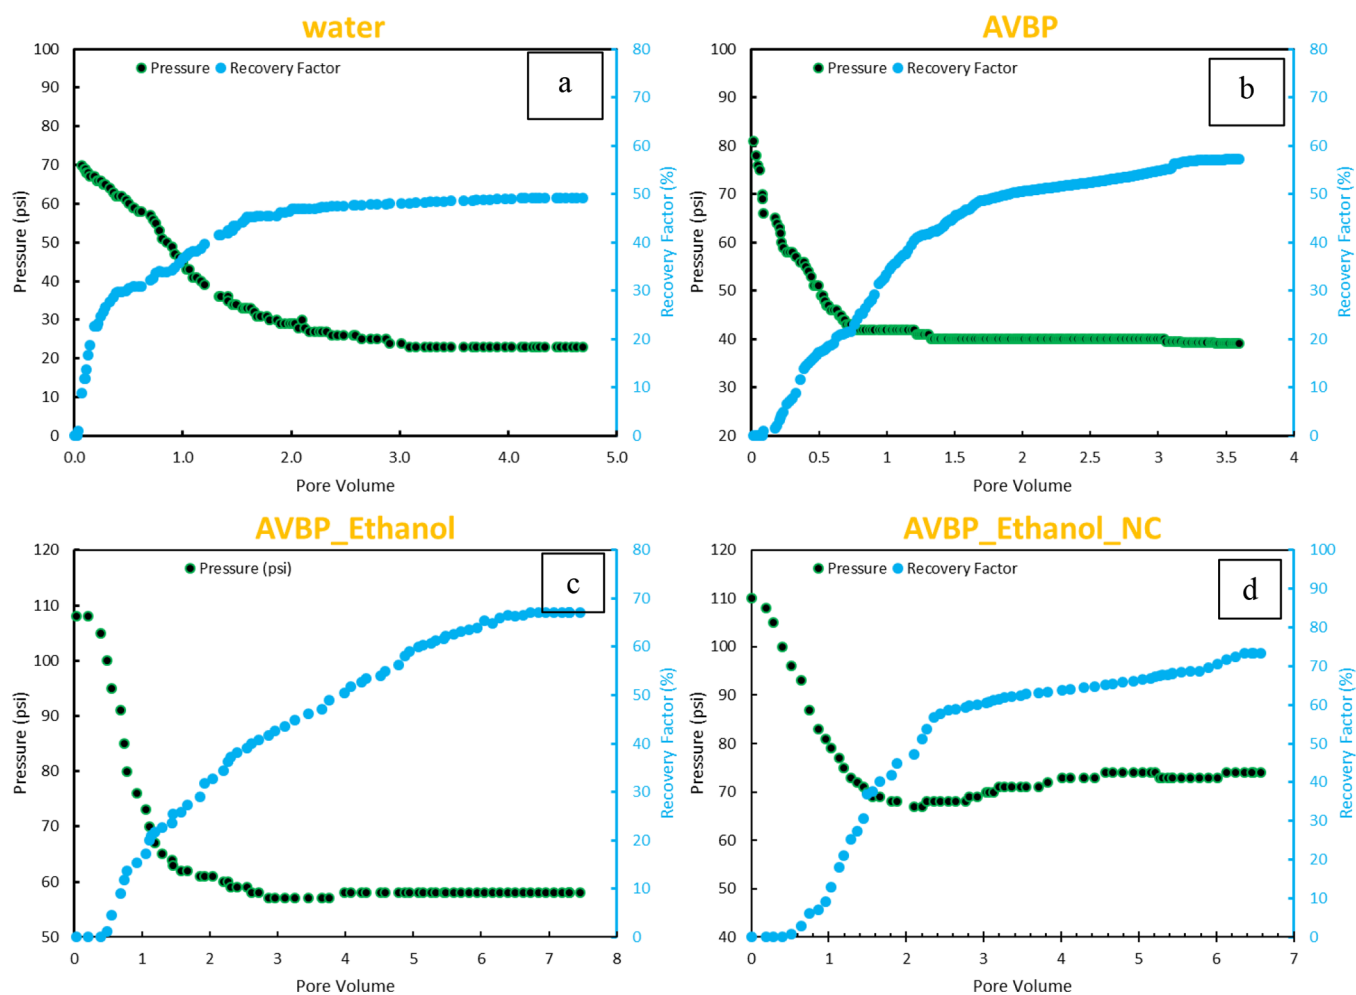 water
100
90
80
70
60
50
40
30
20
10
0
Pressure (psi)
Pressure
Recovery Factor
a
80
70
60
50
40
30
20
10
0
Recovery Factor (%)
0.0 1.0 2.0 3.0 4.0 5.0
Pore Volume
AVBP
100
90
80
70
60
50
40
30
20
Pressure (psi)
Pressure
Recovery Factor
b
80
70
60
50
40
30
20
10
0
Recovery Factor (%)
0 0.5 1 1.5 2 2.5 3 3.5 4
Pore Volume
AVBP_Ethanol
120
110
100
90
80
70
60
50
Pressure (psi)
Pressure (psi)
c
80
70
60
50
40
30
20
10
0
Recovery Factor (%)
0 1 2 3 4 5 6 7 8
Pore Volume
AVBP_Ethanol_NC
120
110
100
90
80
70
60
50
40
Pressure (psi)
Pressure
Recovery Factor
d
100
90
80
70
60
50
40
30
20
10
0
Recovery Factor (%)
0 1 2 3 4 5 6 7
Pore Volume